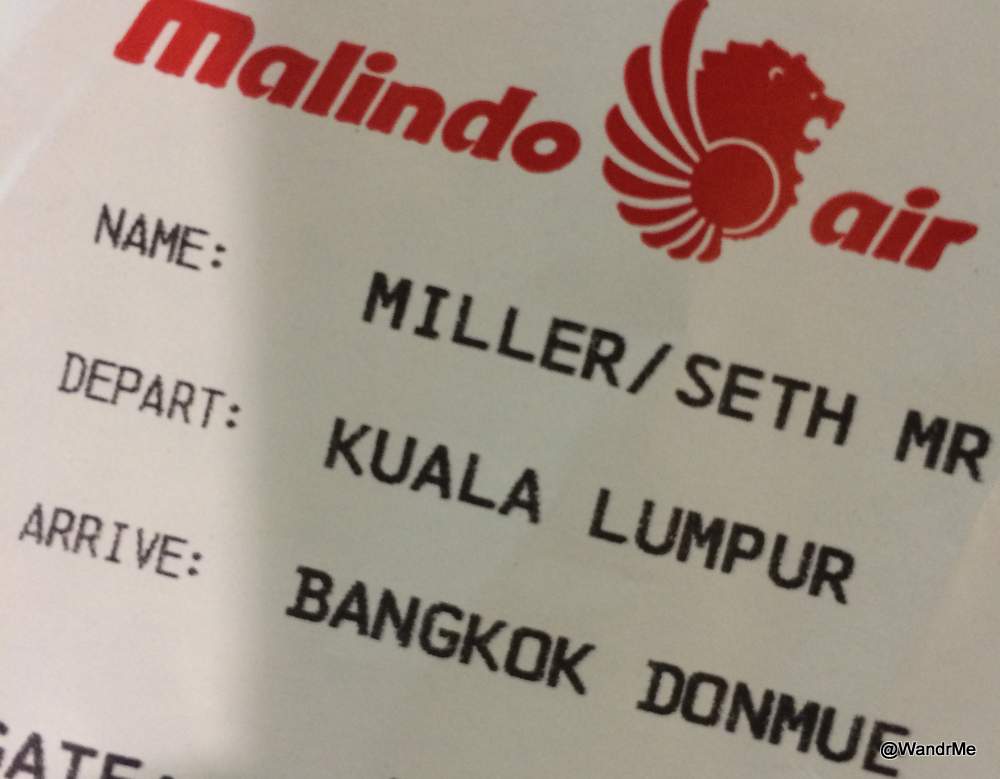 malindo air
NAME: MILLER/SETH MR
DEPART: KUALA LUMPUR
ARRIVE: BANGKOK DONMUE
@WandrMe